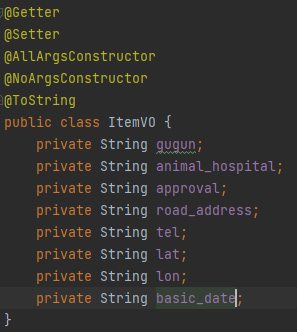 @Getter
@Setter
@AllArgsConstructor
@NoArgsConstructor
@ToString
public class ItemVO {
    private String gugun;
    private String animal_hospital;
    private String approval;
    private String road_address;
    private String tel;
    private String lat;
    private String lon;
    private String basic_date;
}